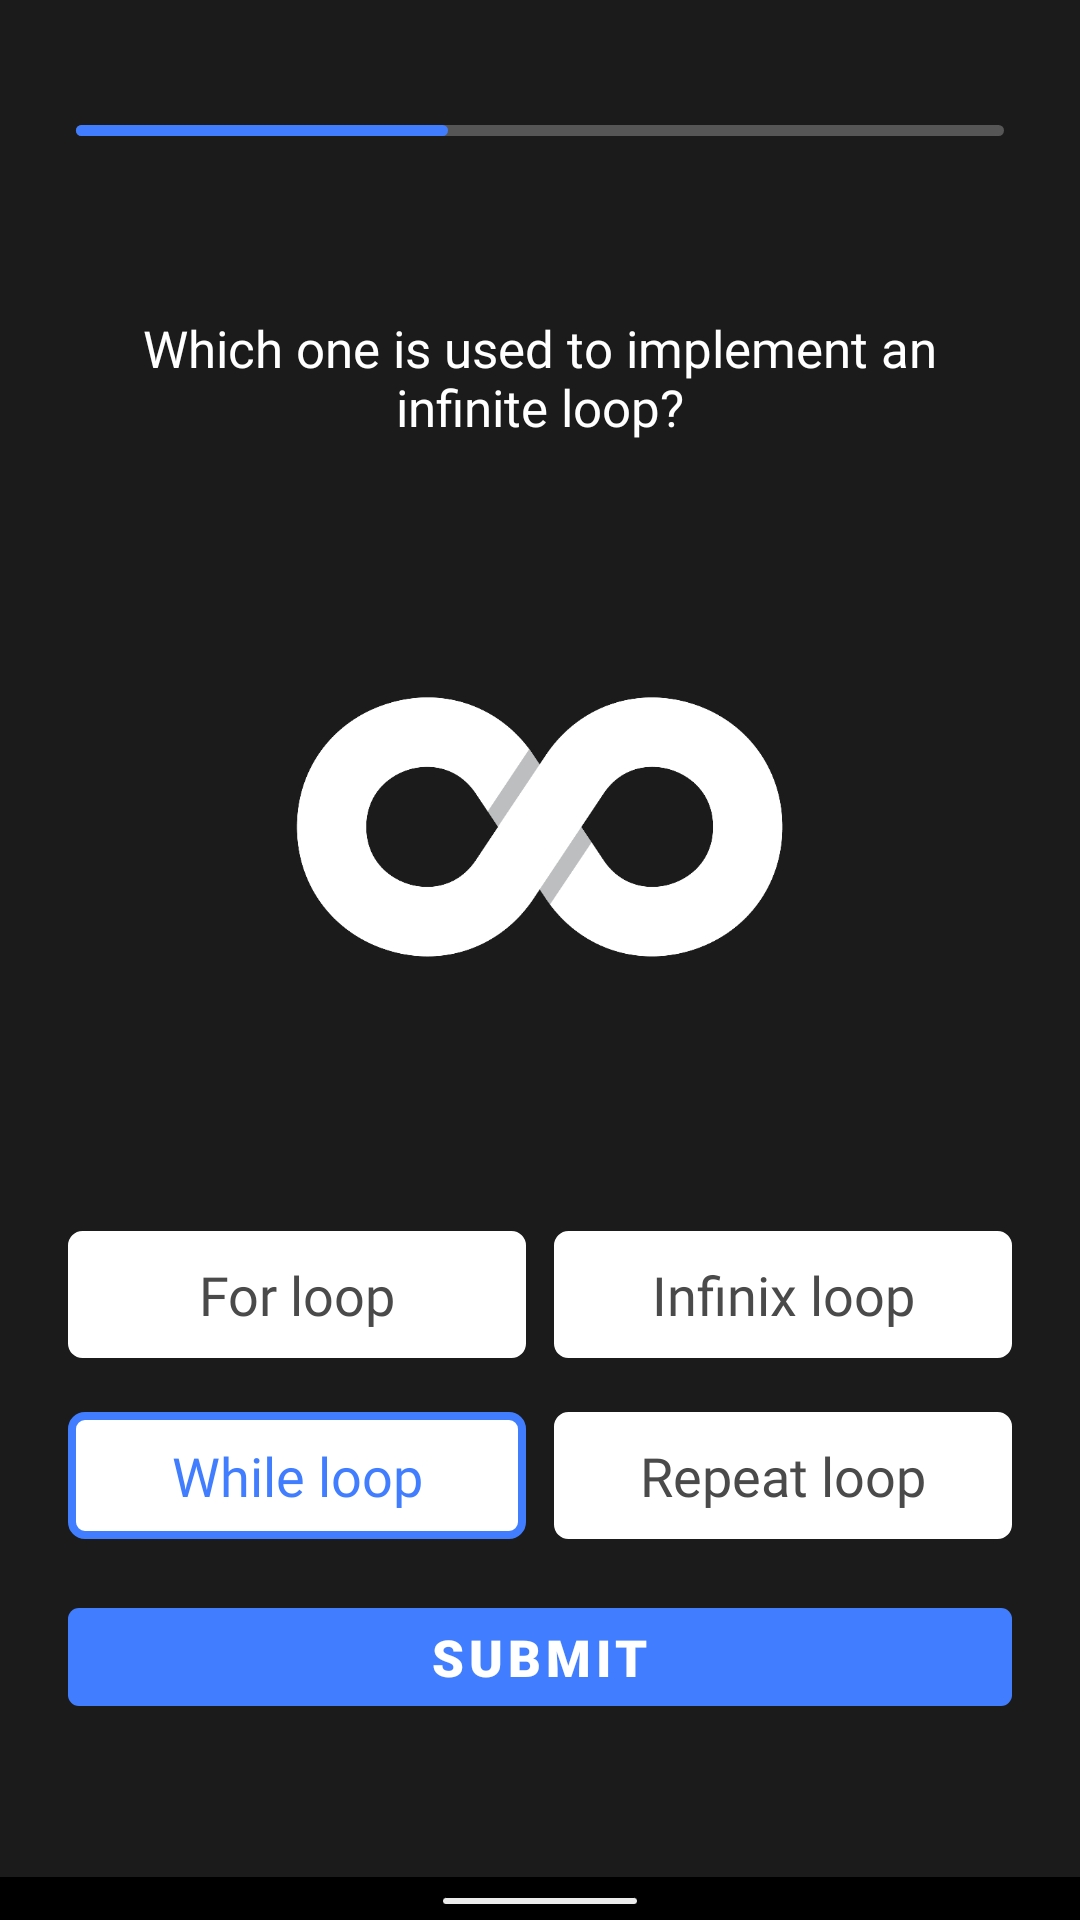 Which one is used to implement an
infinite loop?
For loop
Infinix loop
While loop
Repeat loop
SUBMIT